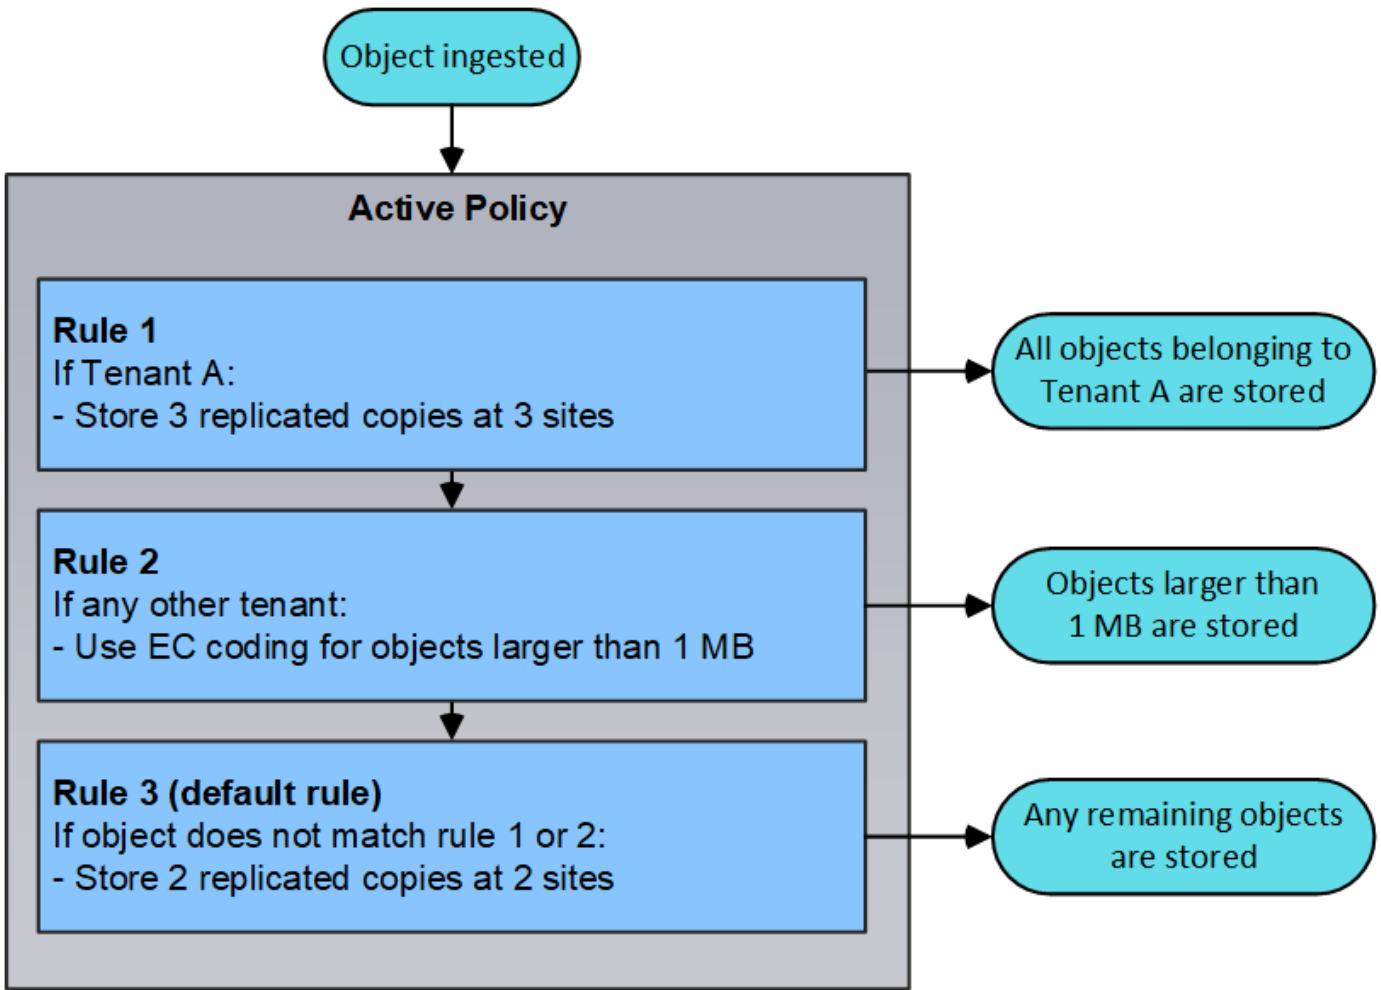 Object ingested
Active Policy
Rule 1
If Tenant A:
- Store 3 replicated copies at 3 sites
All objects belonging to
Tenant A are stored
Rule 2
If any other tenant:
- Use EC coding for objects larger than 1 MB
Objects larger than
1 MB are stored
Rule 3 (default rule)
If object does not match rule 1 or 2:
- Store 2 replicated copies at 2 sites
Any remaining objects
are stored